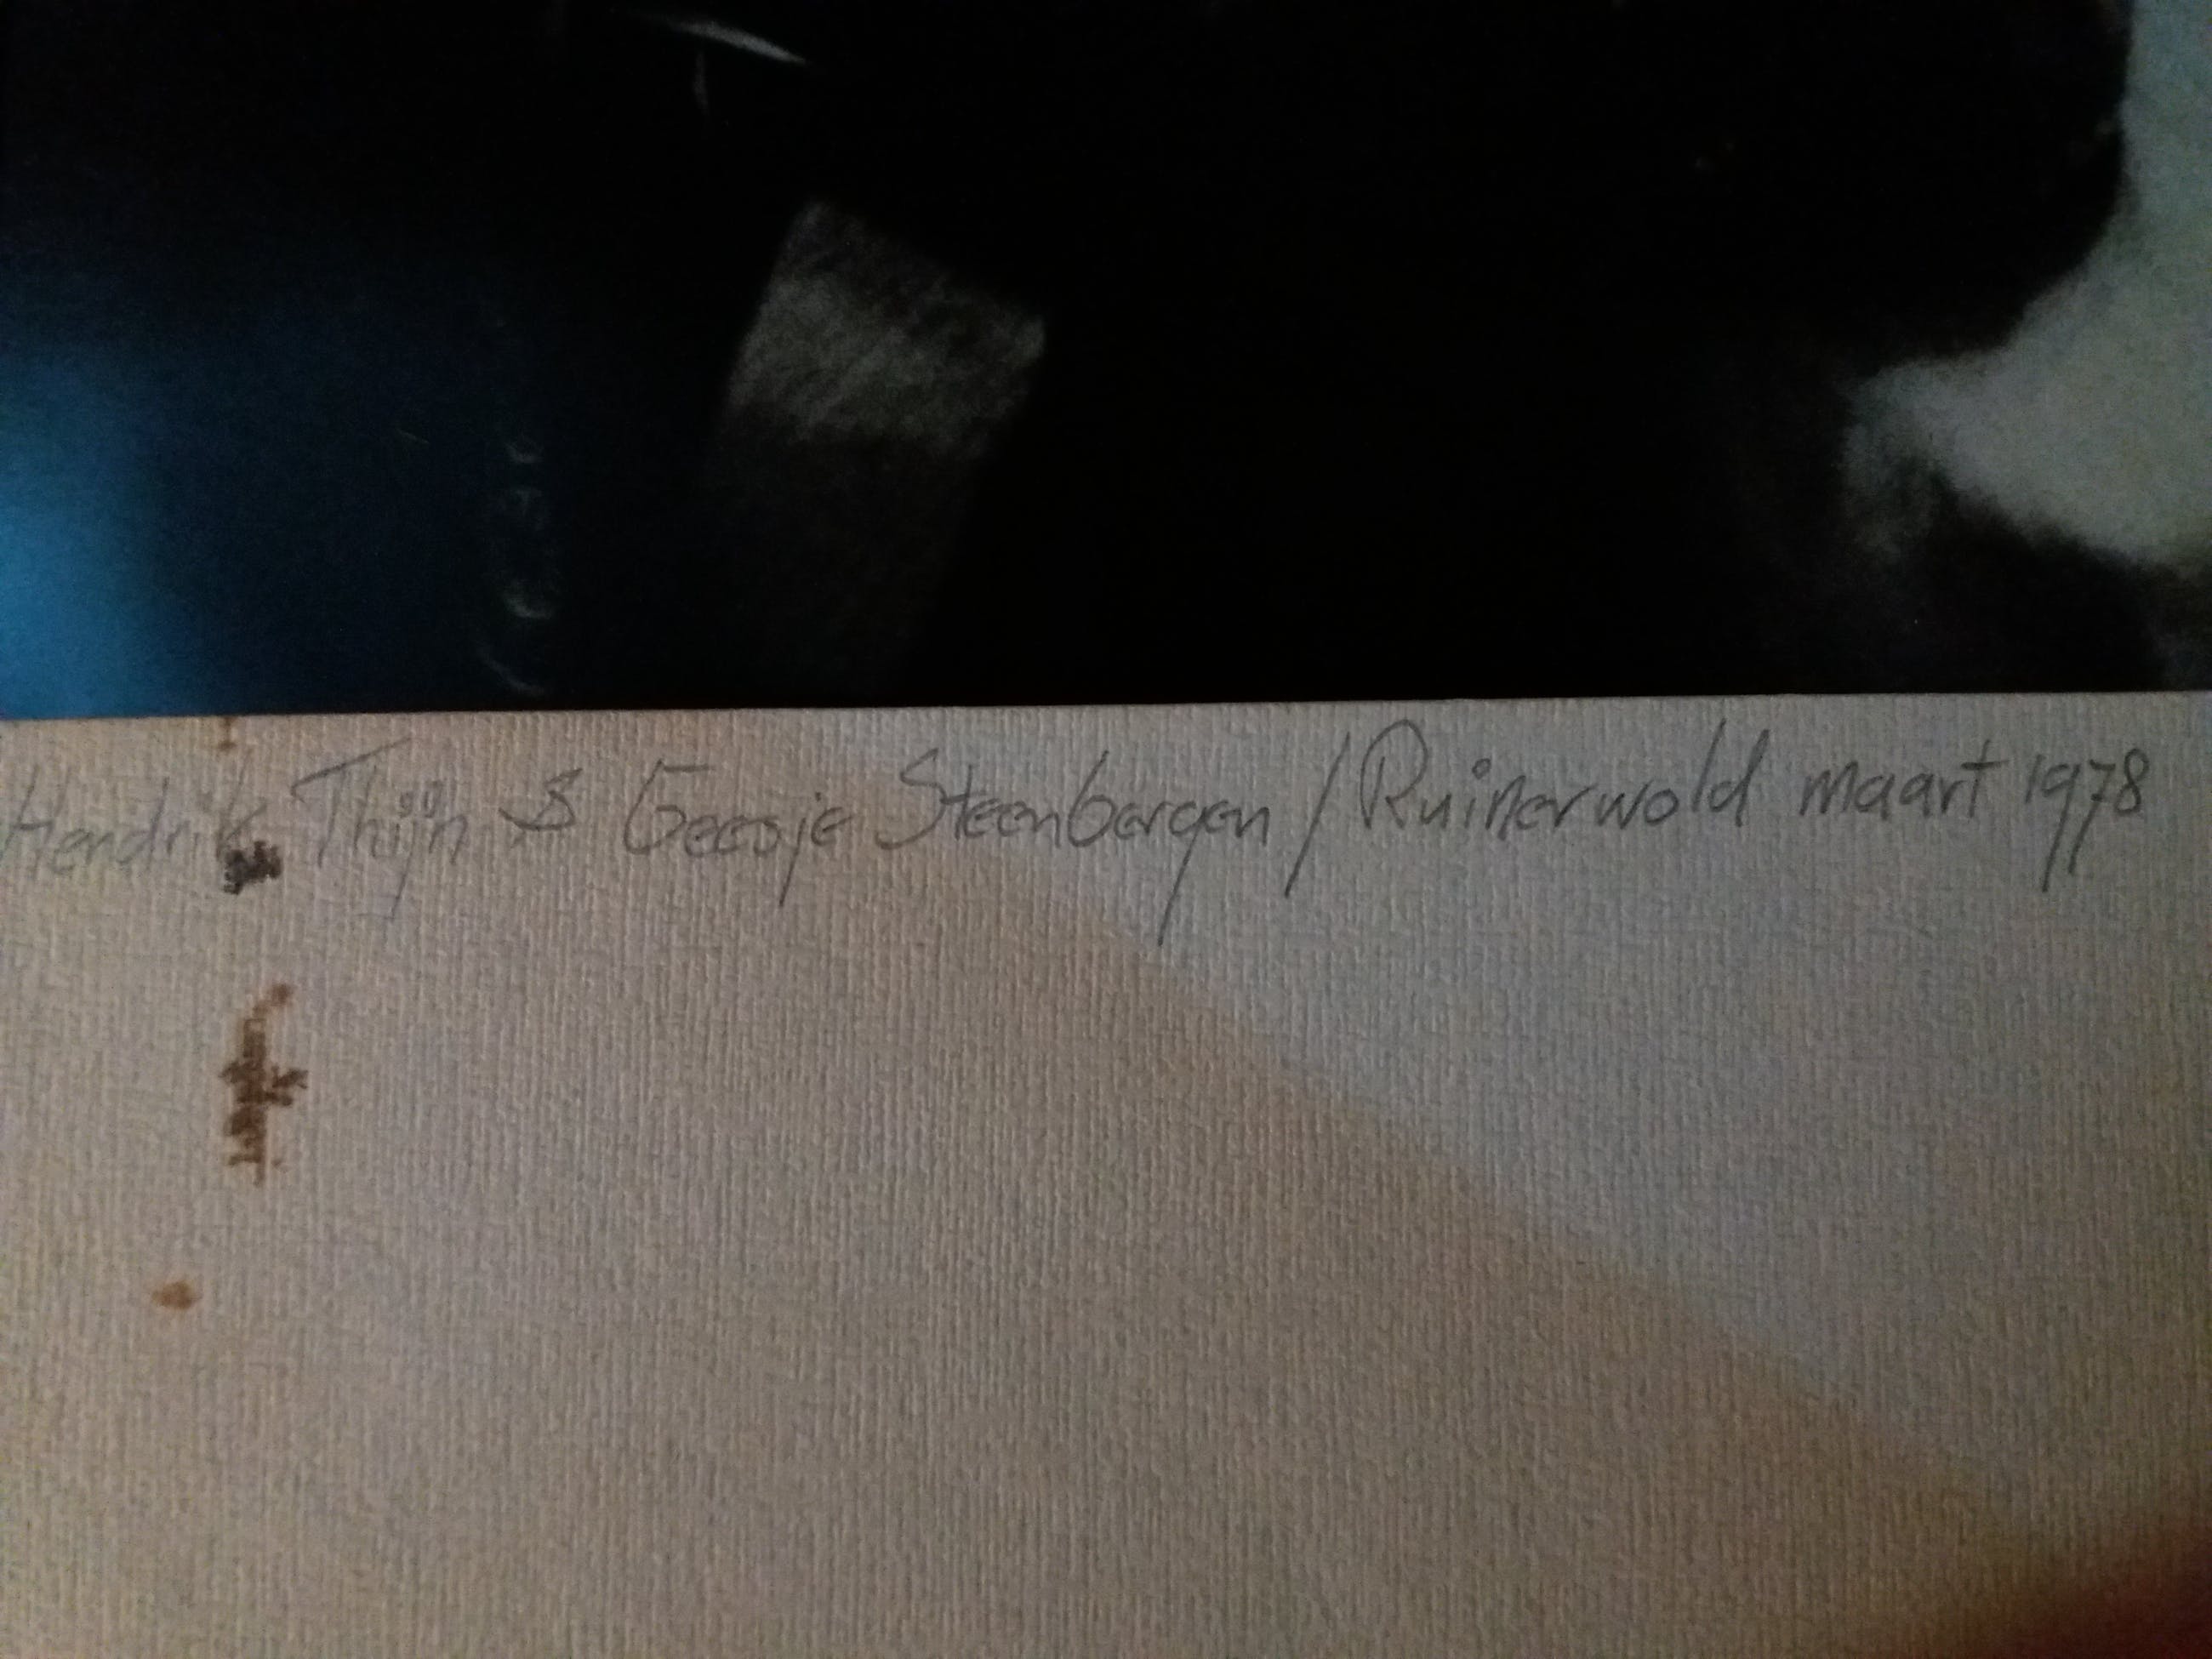 Hendrik Thijn & Geesje Steenbergen / Ruinerwold maart 1978